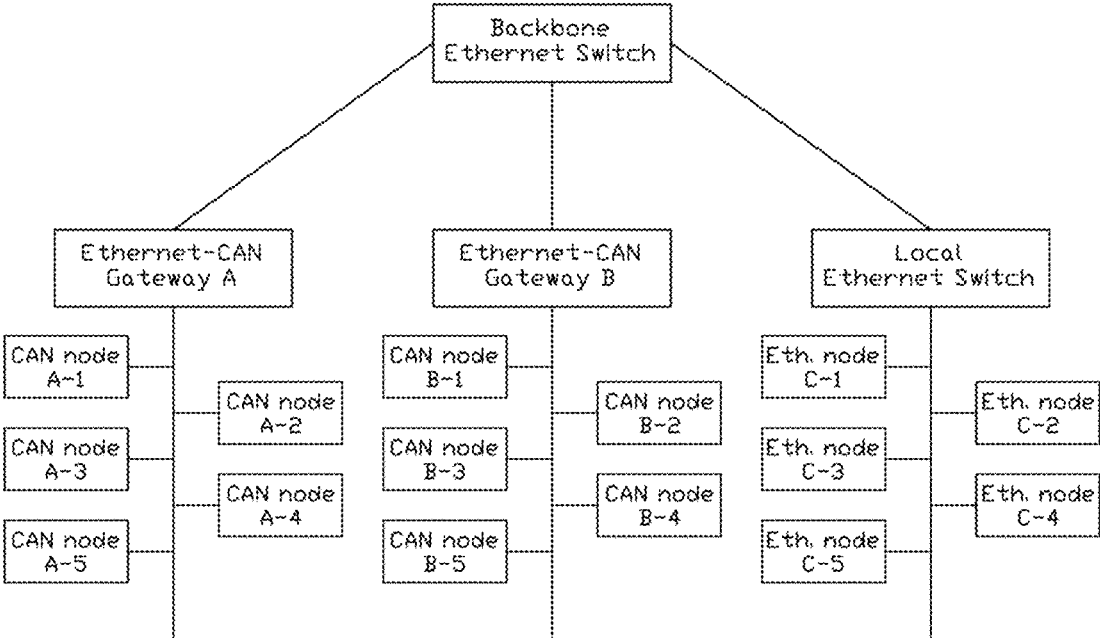 Backbone
Ethernet Switch
Ethernet-CAN
Gateway A
Ethernet-CAN
Gateway B
Local
Ethernet Switch
CAN node
A-1
CAN node
A-2
CAN node
A-3
CAN node
A-4
CAN node
A-5
CAN node
B-1
CAN node
B-2
CAN node
B-3
CAN node
B-4
CAN node
B-5
Eth. node
C-1
Eth. node
C-2
Eth. node
C-3
Eth. node
C-4
Eth. node
C-5